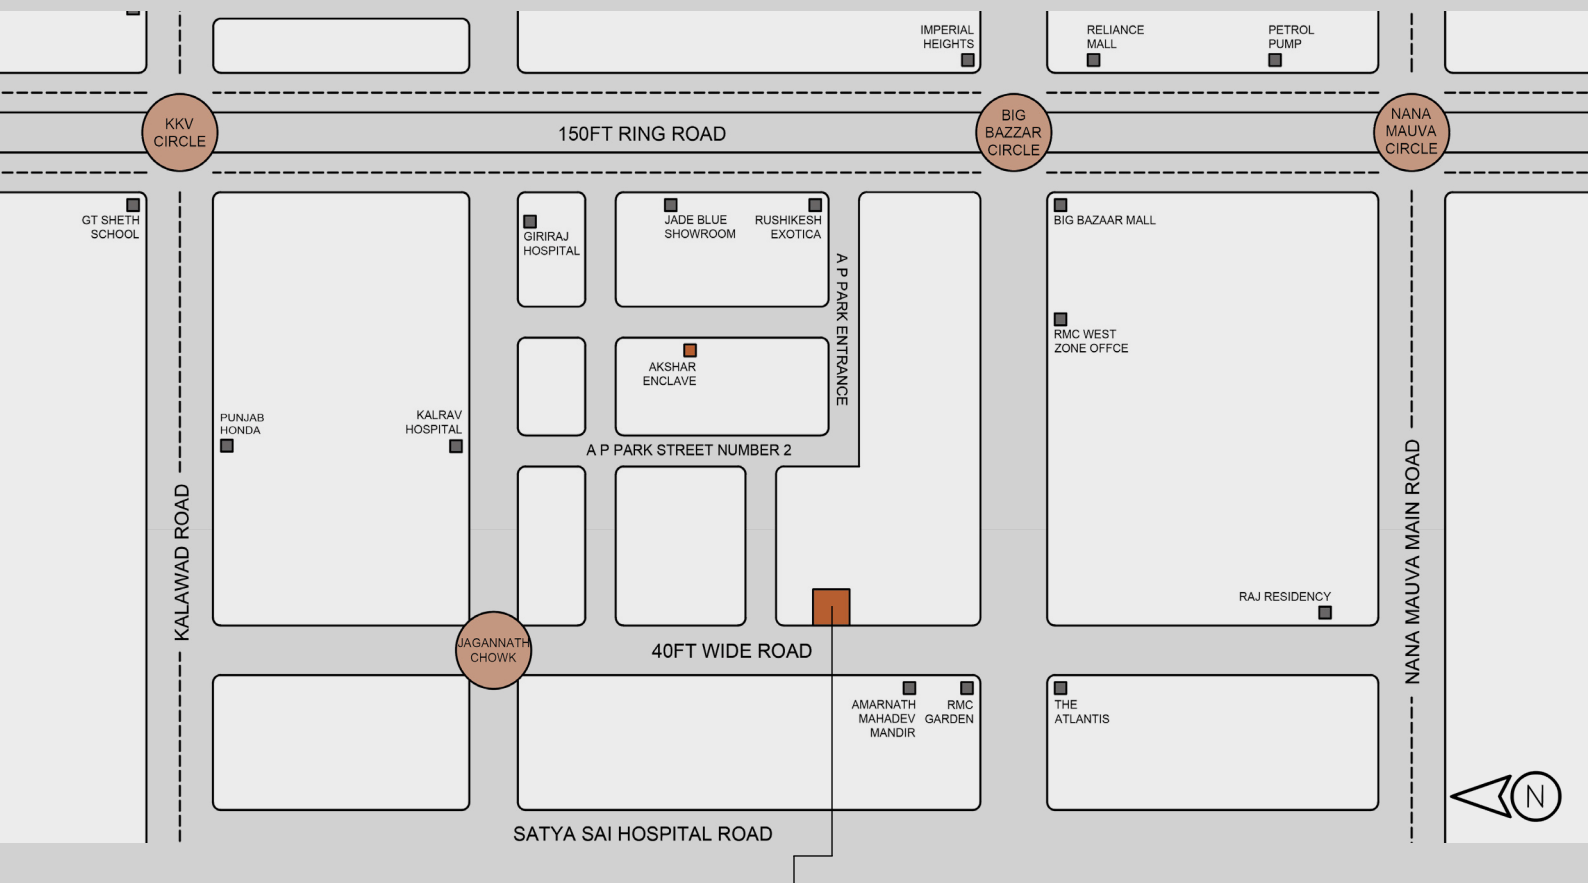 IMPERIAL
HEIGHTS
RELIANCE
MALL
PETROL
PUMP
KKV
CIRCLE
150FT RING ROAD
BIG
BAZZAR
CIRCLE
NANA
MAUVA
CIRCLE
GT SHETH
SCHOOL
GIRIRAJ
HOSPITAL
JADE BLUE
SHOWROOM
RUSHIKESH
EXOTICA
A P PARK ENTRANCE
BIG BAZAAR MALL
RMC WEST
ZONE OFFCE
AKSHAR
ENCLAVE
PUNJAB
HONDA
KALRAV
HOSPITAL
A P PARK STREET NUMBER 2
KALAWAD ROAD
NANA MAUVA MAIN ROAD
RAJ RESIDENCY
JAGANNATH
CHOWK
40FT WIDE ROAD
AMARNATH
MAHADEV
MANDIR
RMC
GARDEN
THE
ATLANTIS
N
SATYA SAI HOSPITAL ROAD